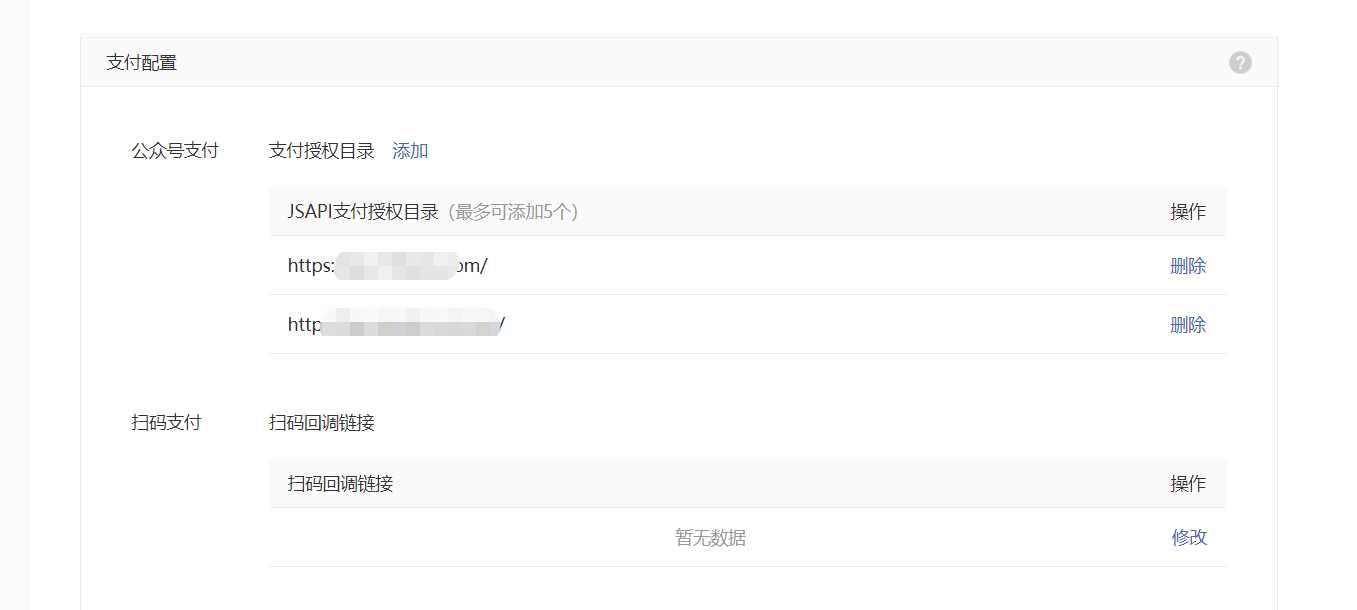 支付配置
?
公众号支付 支付授权目录 添加
JSAPI支付授权目录（最多可添加5个） 操作
https: om/ 删除
http / 删除
扫码支付 扫码回调链接
扫码回调链接 操作
暂无数据 修改